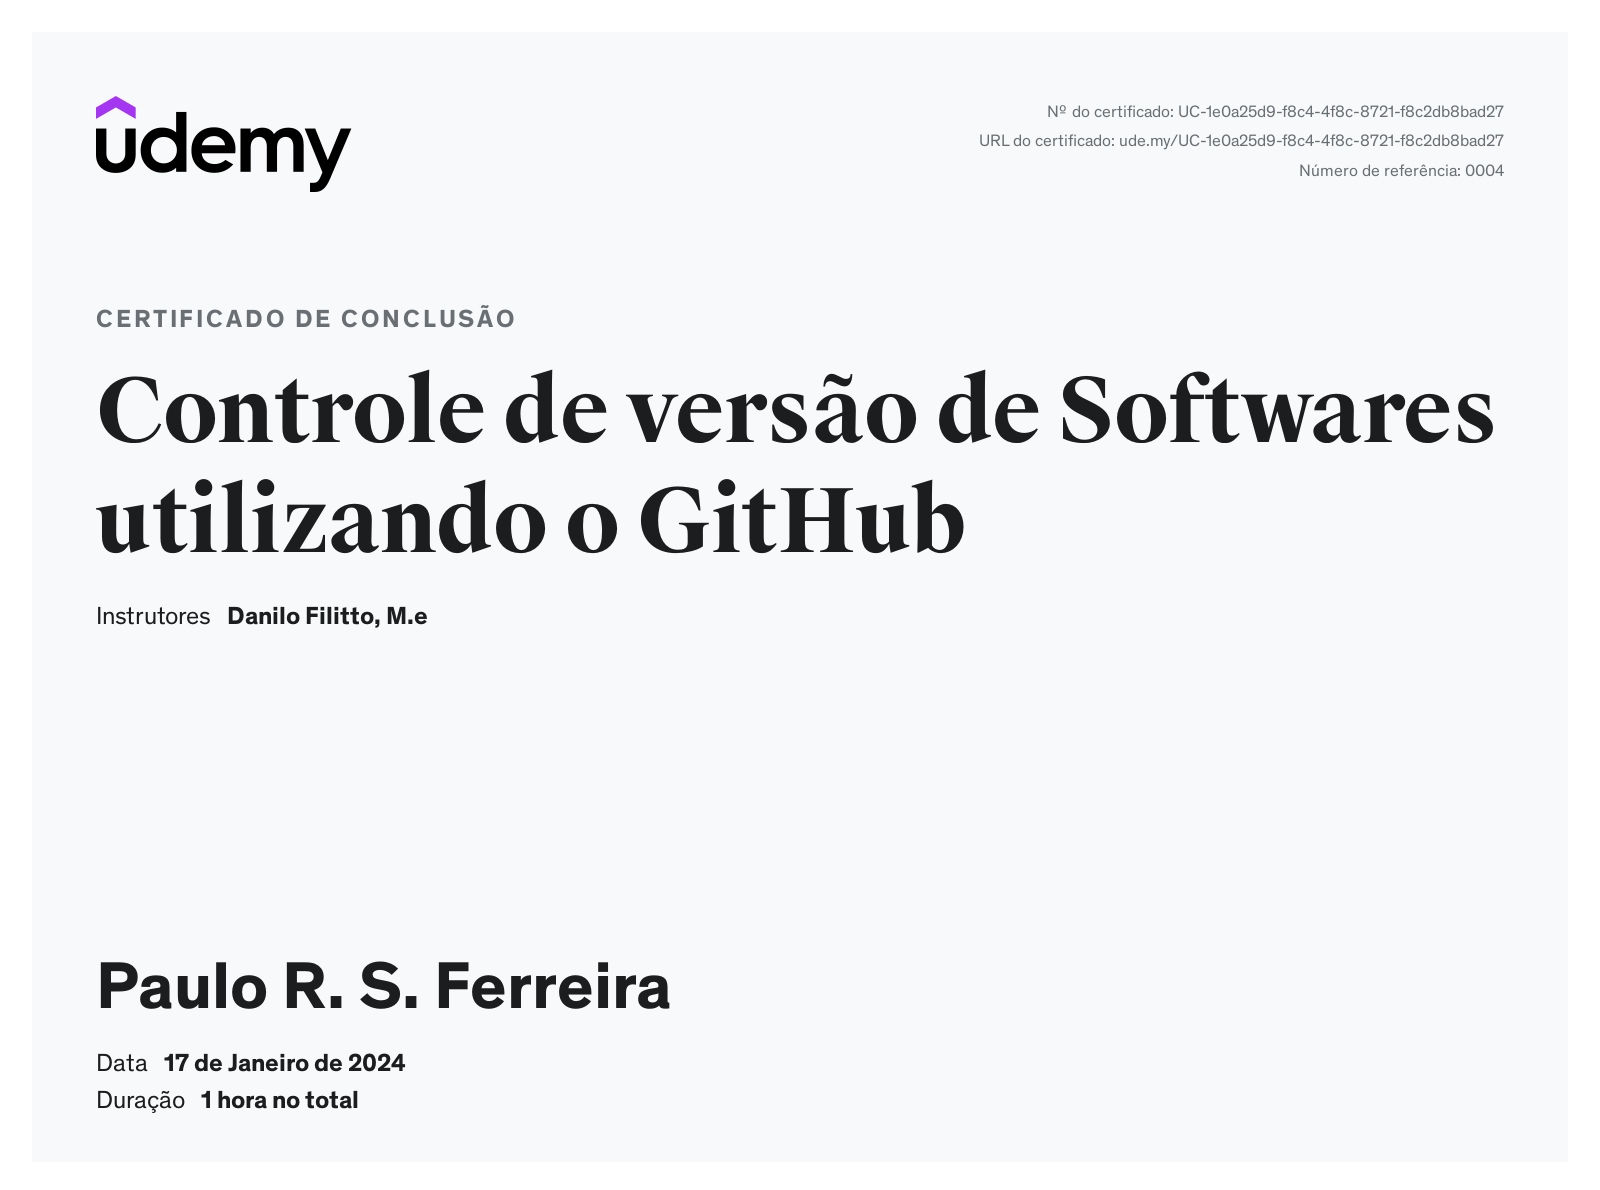 udemy
Nº do certificado: UC-1e0a25d9-f8c4-4f8c-8721-f8c2db8bad27
URL do certificado: ude.my/UC-1e0a25d9-f8c4-4f8c-8721-f8c2db8bad27
Número de referência: 0004
CERTIFICADO DE CONCLUSÃO
Controle de versão de Softwares
utilizando o GitHub
Instrutores Danilo Filitto, M.e
Paulo R. S. Ferreira
Data 17 de Janeiro de 2024
Duração 1 hora no total